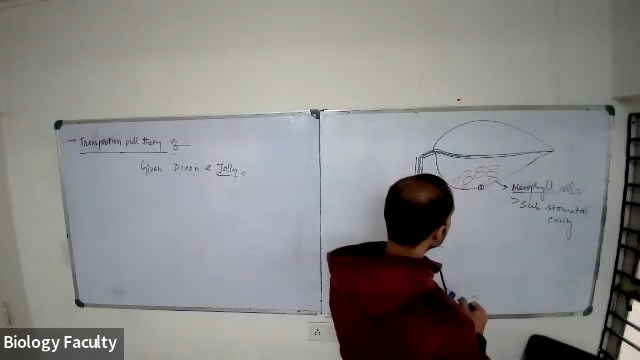 → Transpiration pull theory
Given Dixon & Jolly.
Mesophyll cells
Sub-stomatal
cavity
Biology Faculty